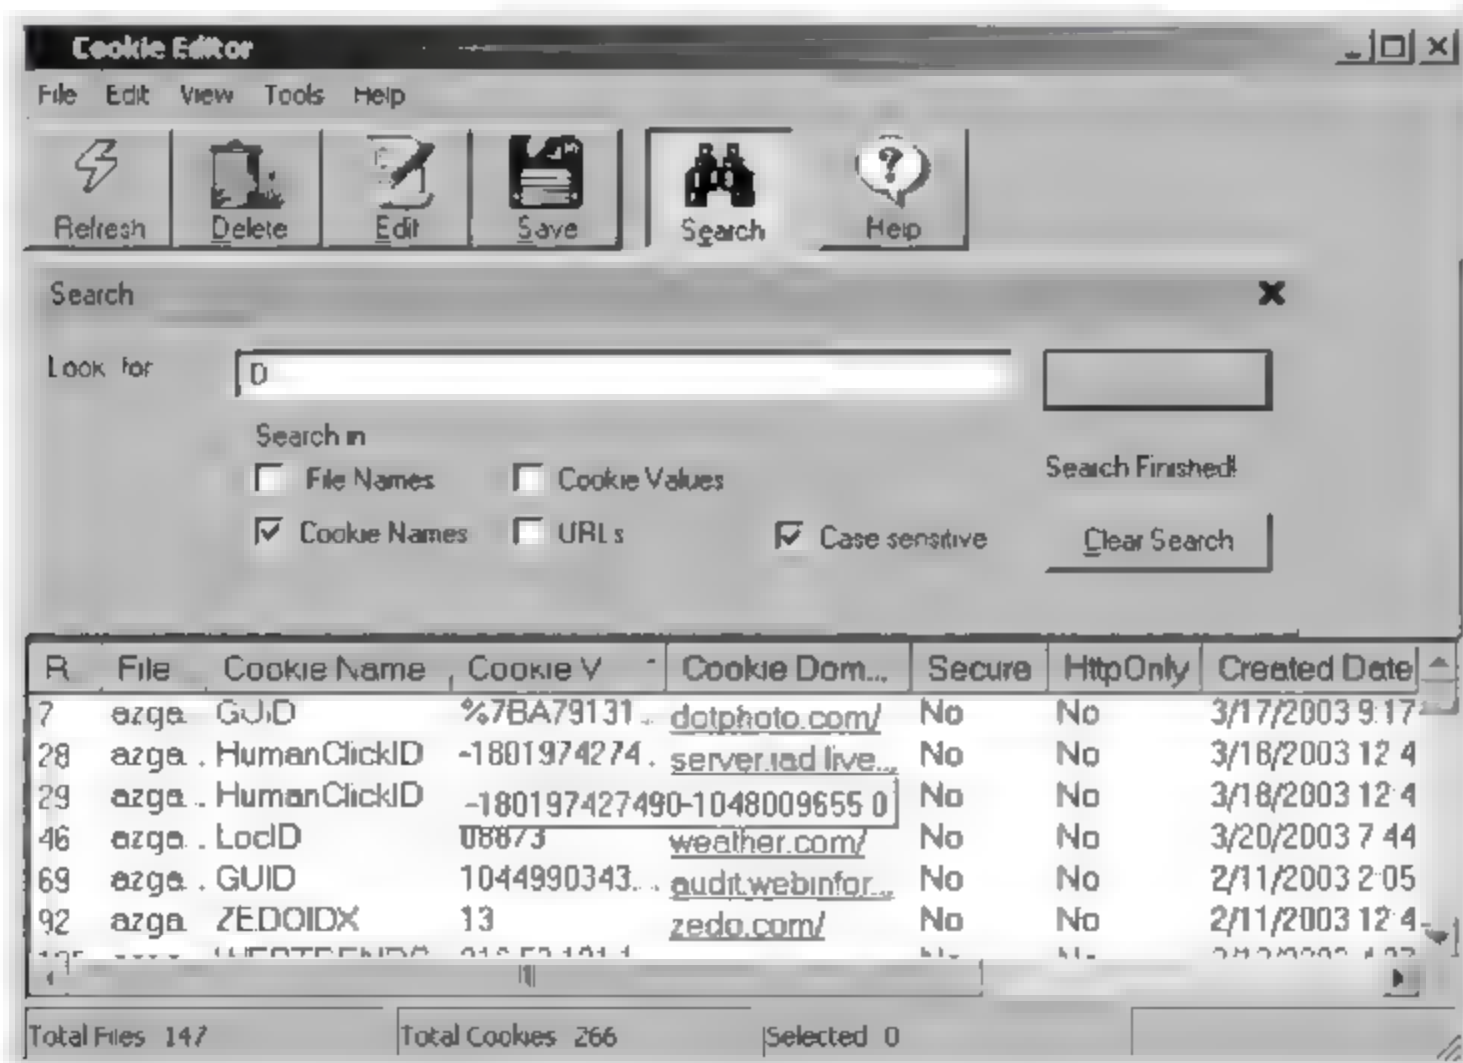 Cookie Editor
File Edit View Tools Help
Refresh Delete Edit Save Search Help
Search
Look for D
Search in
File Names Cookie Values
Search Finished!
Cookie Names URLs Case sensitive Clear Search
R... File Cookie Name Cookie V Cookie Dom... Secure HttpOnly Created Date
7 azga. GUID %7BA79131.. dotphoto.com/ No No 3/17/2003 9:17
28 azga.. HumanClickID -1801974274. server.iad.live... No No 3/18/2003 12 4
29 azga.. HumanClickID -180197427490-1048009655 0 No No 3/18/2003 12:4
46 azga.. LocID 08873 weather.com/ No No 3/20/2003 7 44
69 azga. GUID 1044990343... audit.webinfor... No No 2/11/2003 2:05
92 azga. ZEDOIDX 13 zedo.com/ No No 2/11/2003 12:4
Total Files 147 Total Cookies 266 Selected 0